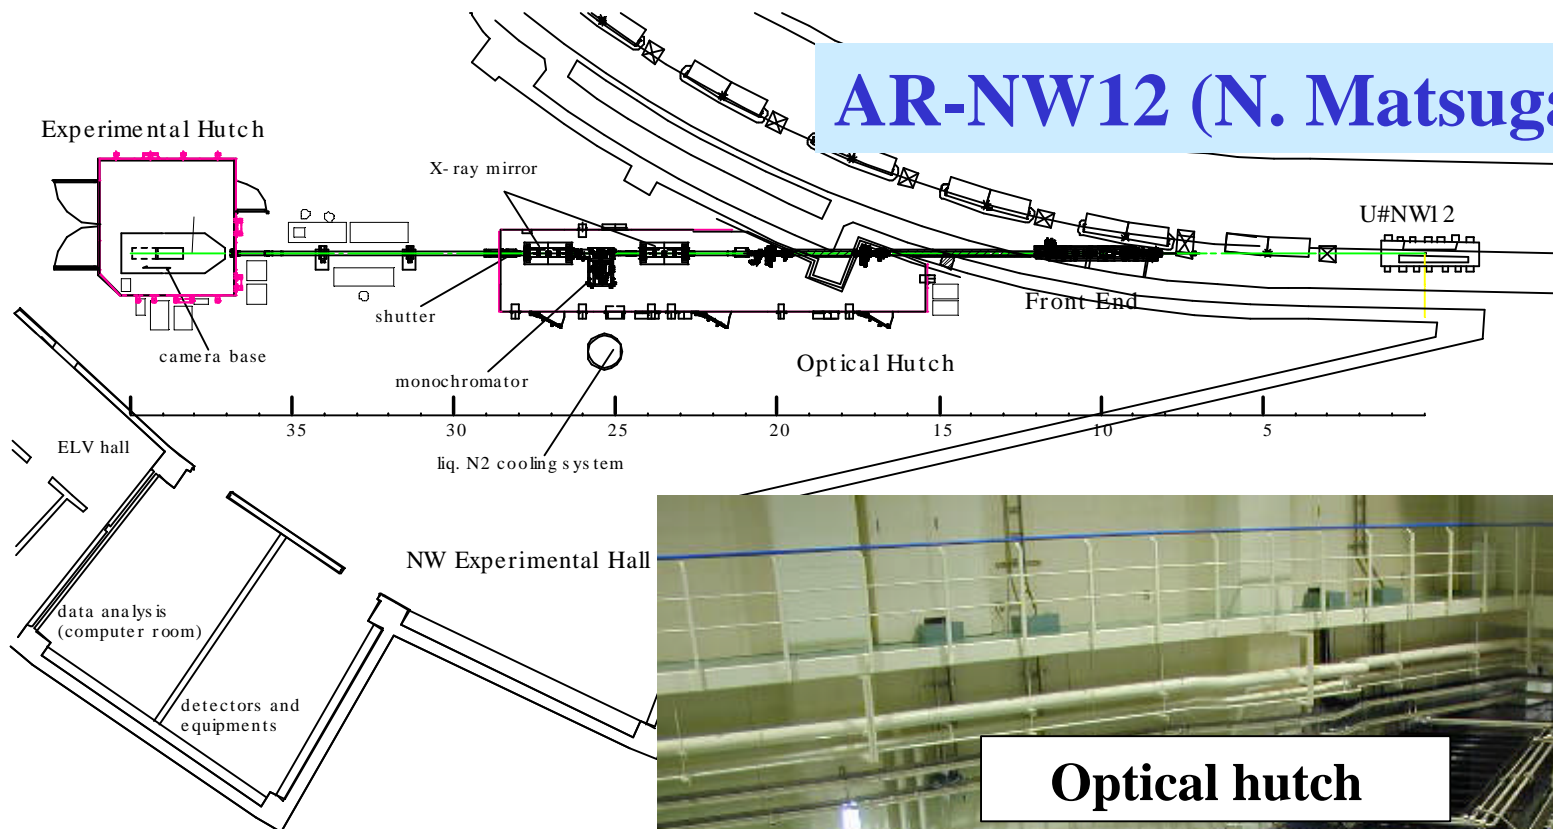 AR-NW12 (N. Matsuga
Experimental Hutch
X-ray mirror
U#NW12
shutter
Front End
camera base
monochromator
Optical Hutch
35
30
25
20
15
10
5
ELV hall
liq. N2 cooling system
NW Experimental Hall
data analysis
(computer room)
detectors and
equipments
Optical hutch